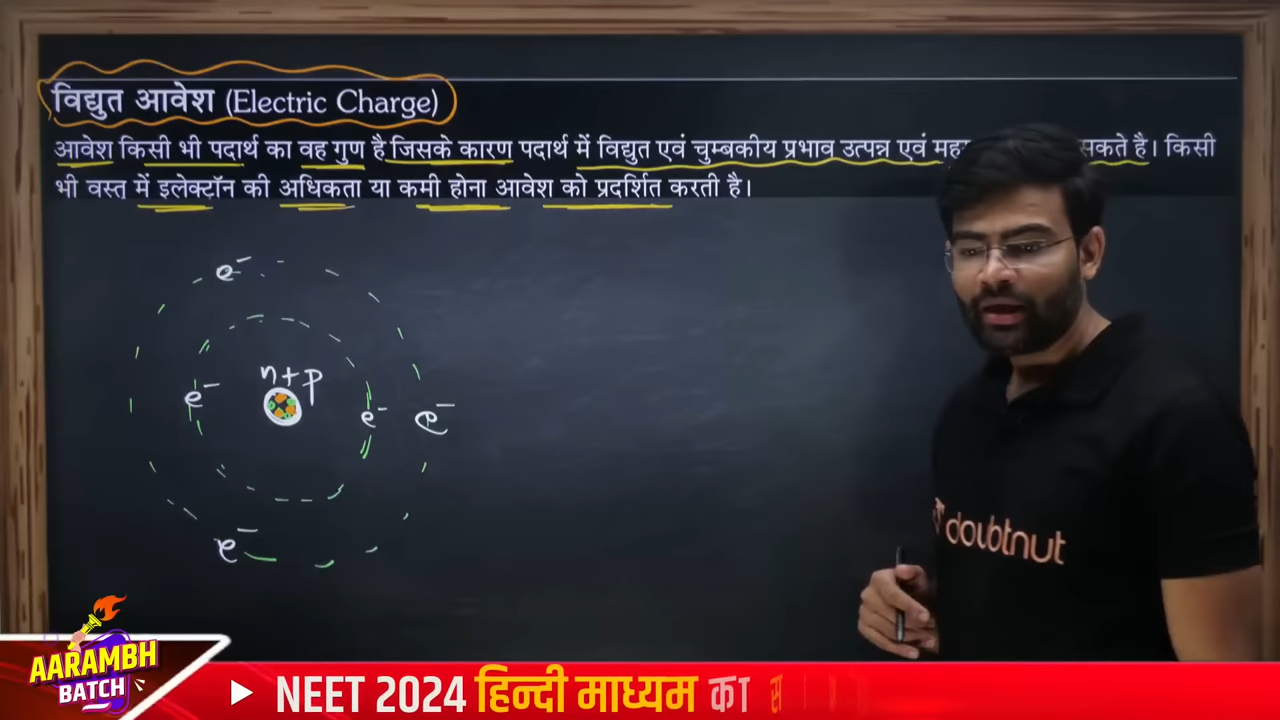 विद्युत आवेश (Electric Charge)
आवेश किसी भी पदार्थ का वह गुण है जिसके कारण पदार्थ में विद्युत एवं चुम्बकीय प्रभाव उत्पन्न एवं सकते है। किसी
भी वस्त में इलेक्ट्रॉन की अधिकता या कमी होना आवेश को प्रदर्शित करती है।
e⁻
n+p
e⁻
e⁻
e⁻
e⁻
doubtnut
AARAMBH
BATCH
NEET 2024 हिन्दी माध्यम का